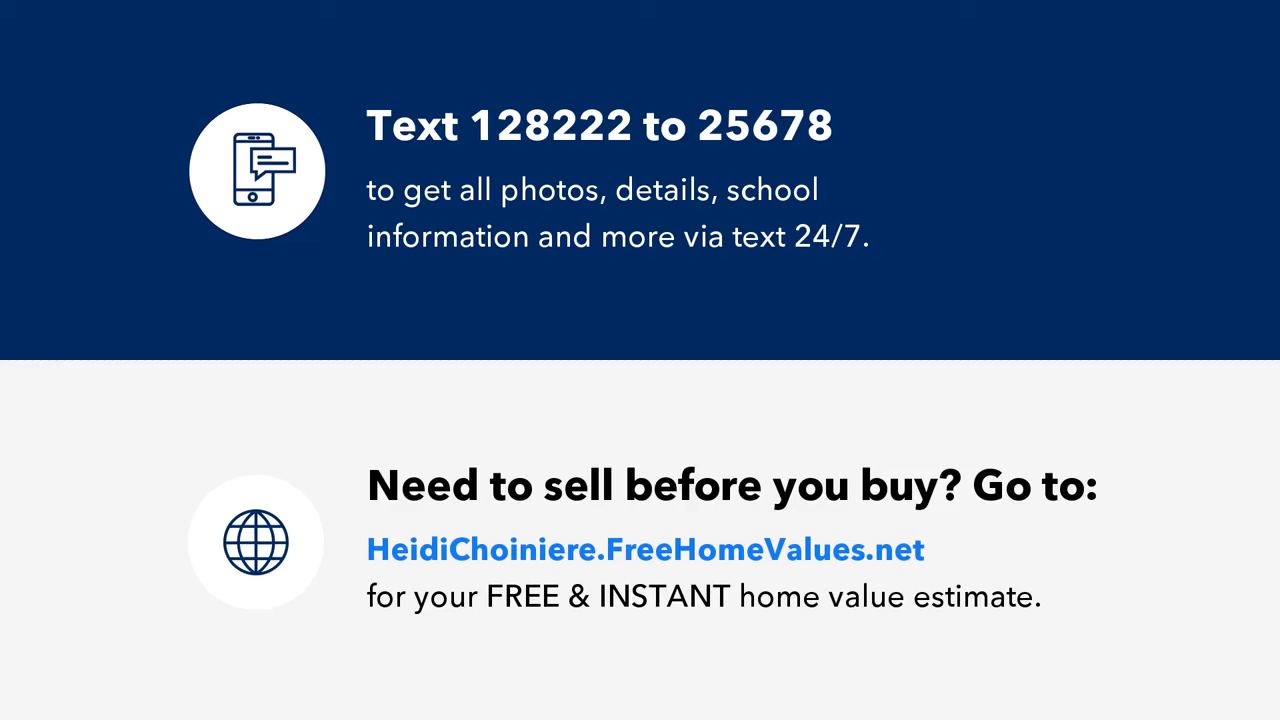 Text 128222 to 25678
to get all photos, details, school
information and more via text 24/7.
Need to sell before you buy? Go to:
HeidiChoiniere.FreeHomeValues.net
for your FREE & INSTANT home value estimate.